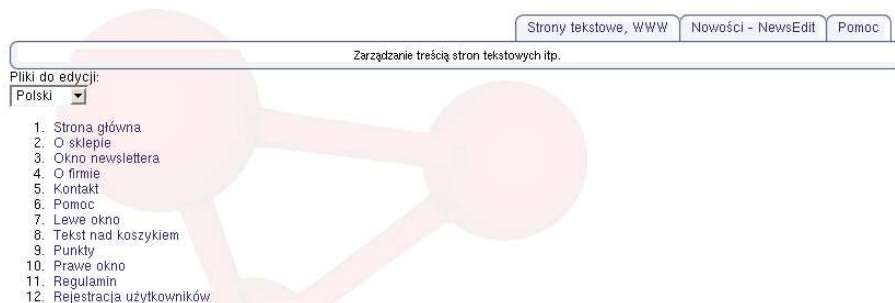 Strony tekstowe, WWW Nowości - NewsEdit Pomoc
Zarządzanie treścią stron tekstowych itp.
Pliki do edycji:
Polski
1. Strona główna
2. O sklepie
3. Okno newslettera
4. O firmie
5. Kontakt
6. Pomoc
7. Lewe okno
8. Tekst nad koszykiem
9. Punkty
10. Prawe okno
11. Regulamin
12. Rejestracja użytkowników